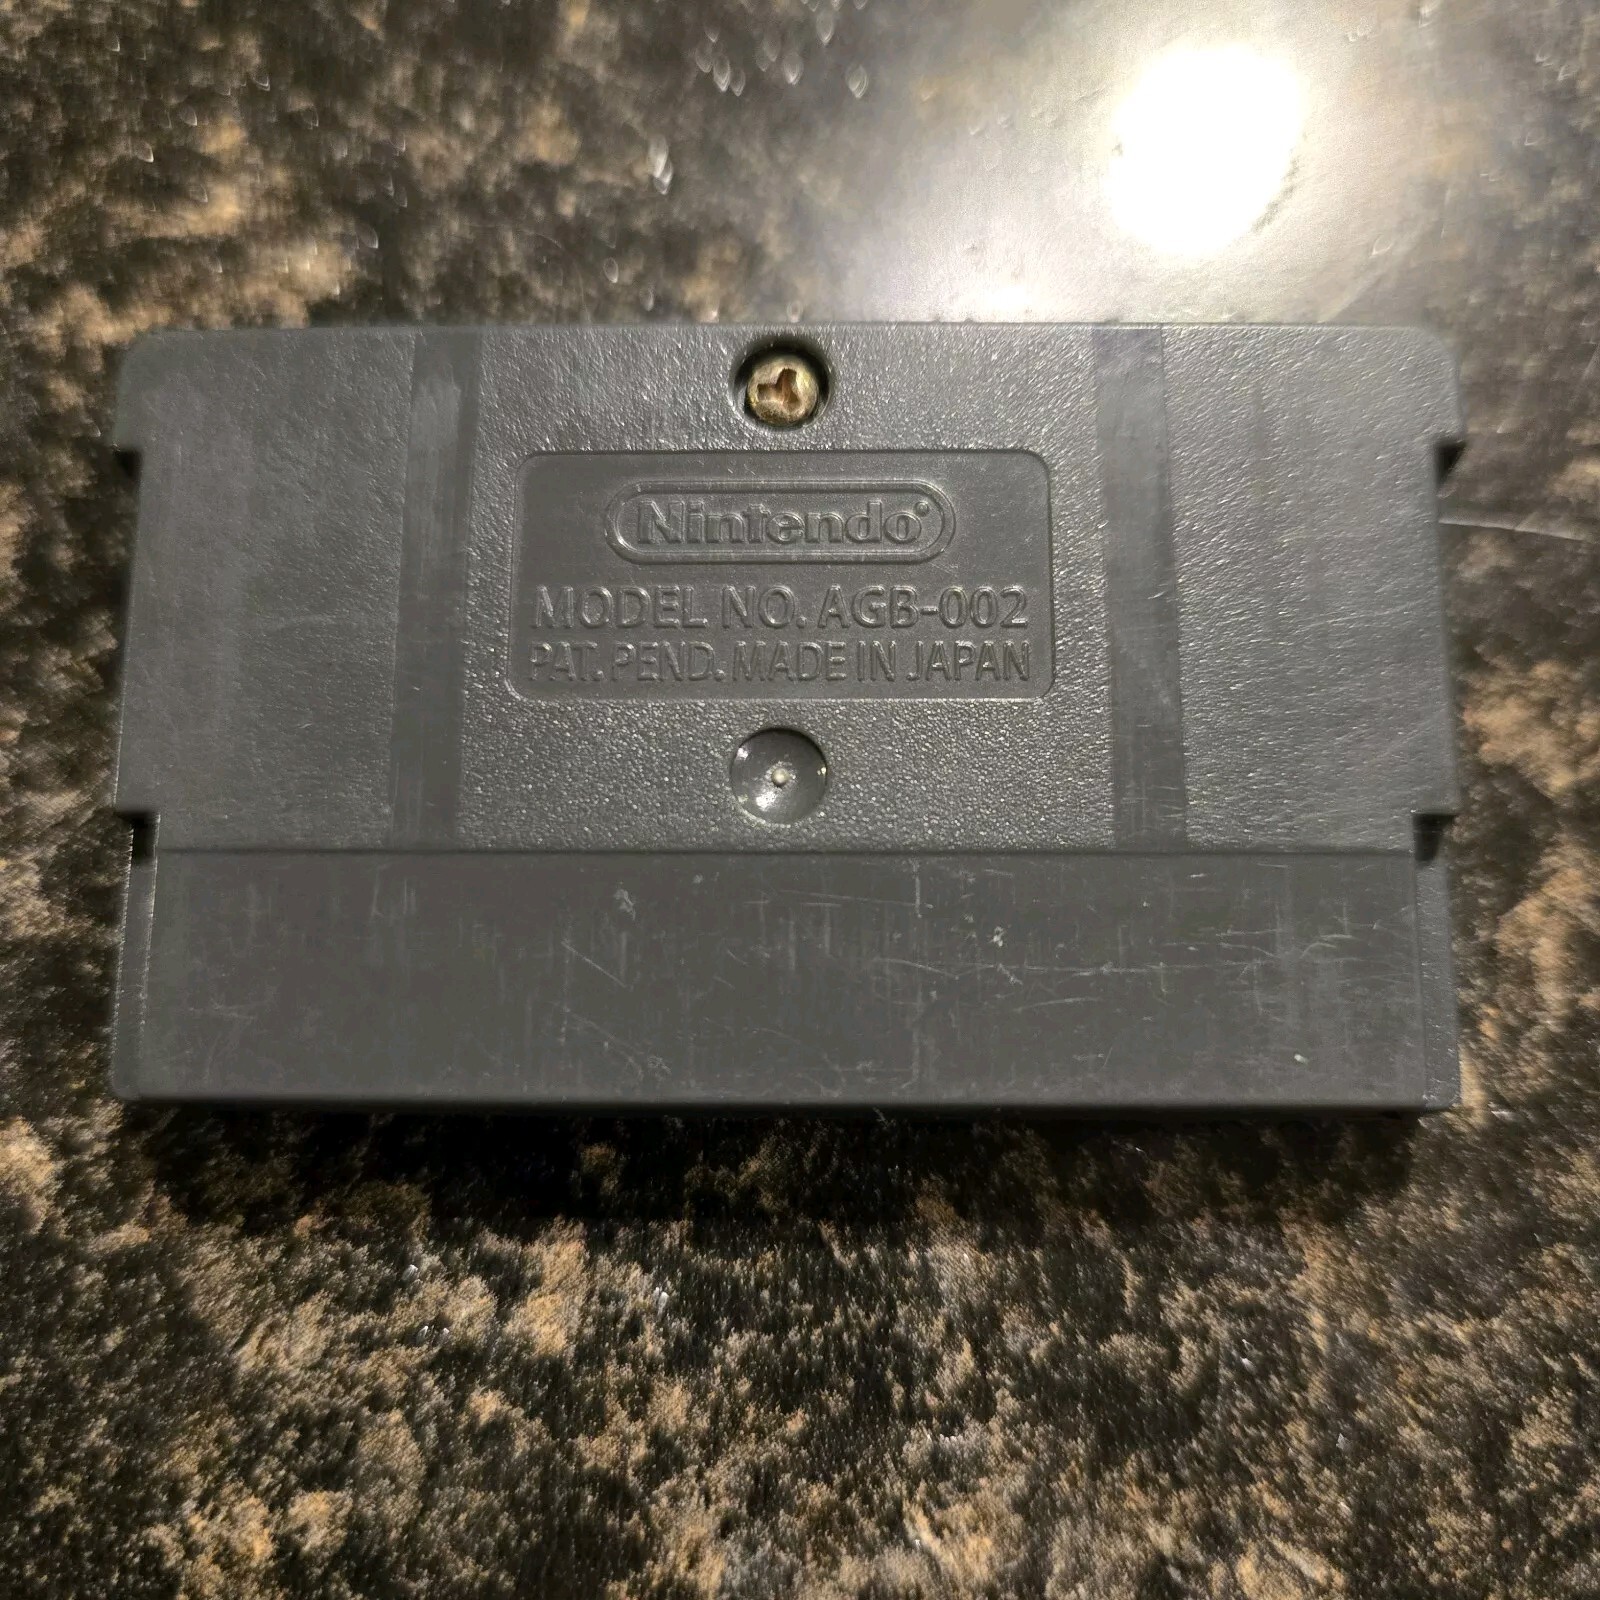 Nintendo®
MODEL NO. AGB-002
PAT. PEND. MADE IN JAPAN